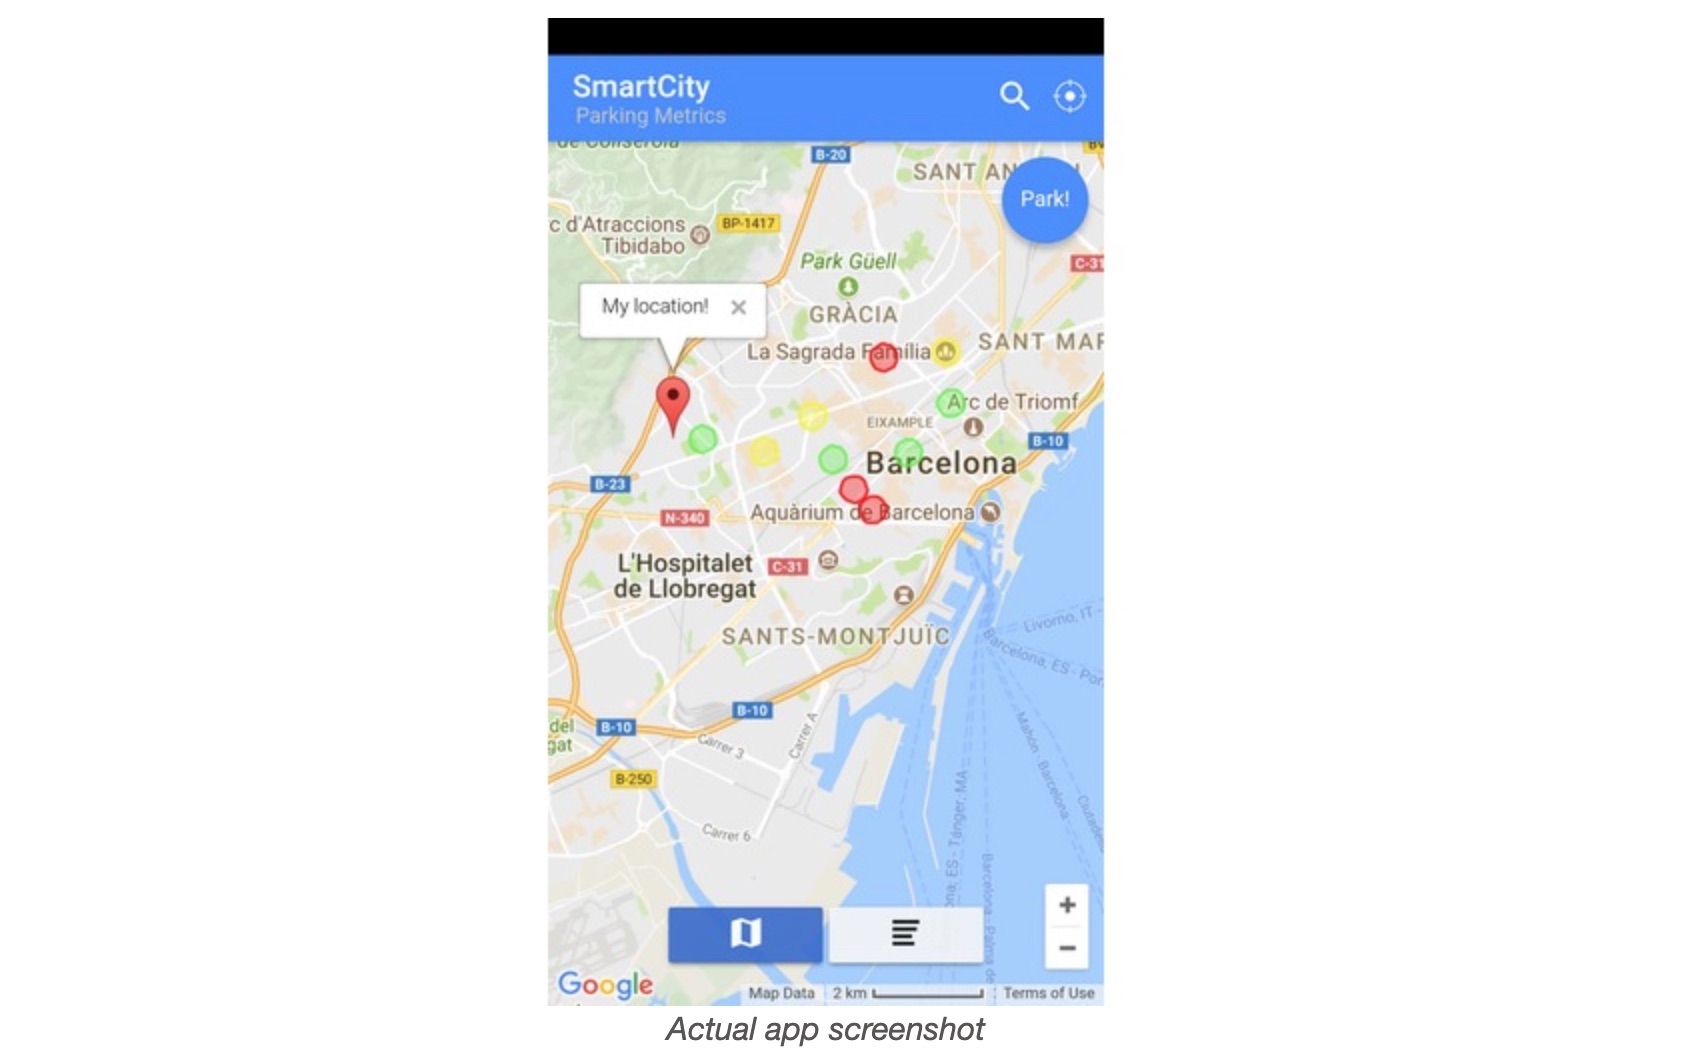 SmartCity
Parking Metrics
de Collserola
B-20
SANT AN
Park!
c d'Atraccions
Tibidabo
BP-1417
C-31
Park Güell
My location!
GRÀCIA
La Sagrada Família
SANT MAR
Arc de Triomf
EIXAMPLE
B-10
Barcelona
B-23
Aquàrium de Barcelona
N-340
L'Hospitalet
de Llobregat
C-31
SANTS-MONTJUÏC
Livorno, IT -
Barcelona, ES - Por
B-10
del
gat
B-10
Carrer 3
Carrer A
Mahón - Barcelona
B-250
Ciutadel
Carrer 6
ona, ES - Tánger, MA
Barcelona - Palma de
+
−
Google
Map Data
2 km
Terms of Use
Actual app screenshot